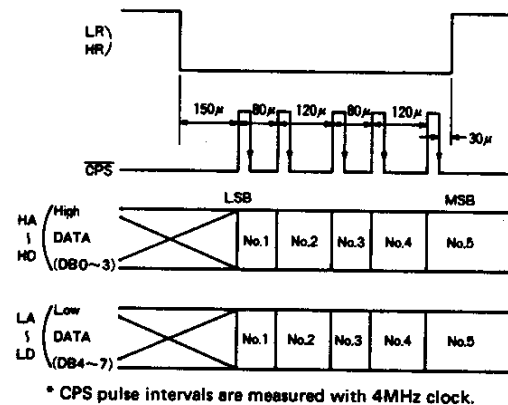 LR
HR
150μ
80μ
120μ
80μ
120μ
30μ
CPS
LSB
MSB
HA
∫
HD
High
DATA
(DB0~3)
No.1
No.2
No.3
No.4
No.5
LA
∫
LD
Low
DATA
(DB4~7)
No.1
No.2
No.3
No.4
No.5
* CPS pulse intervals are measured with 4MHz clock.